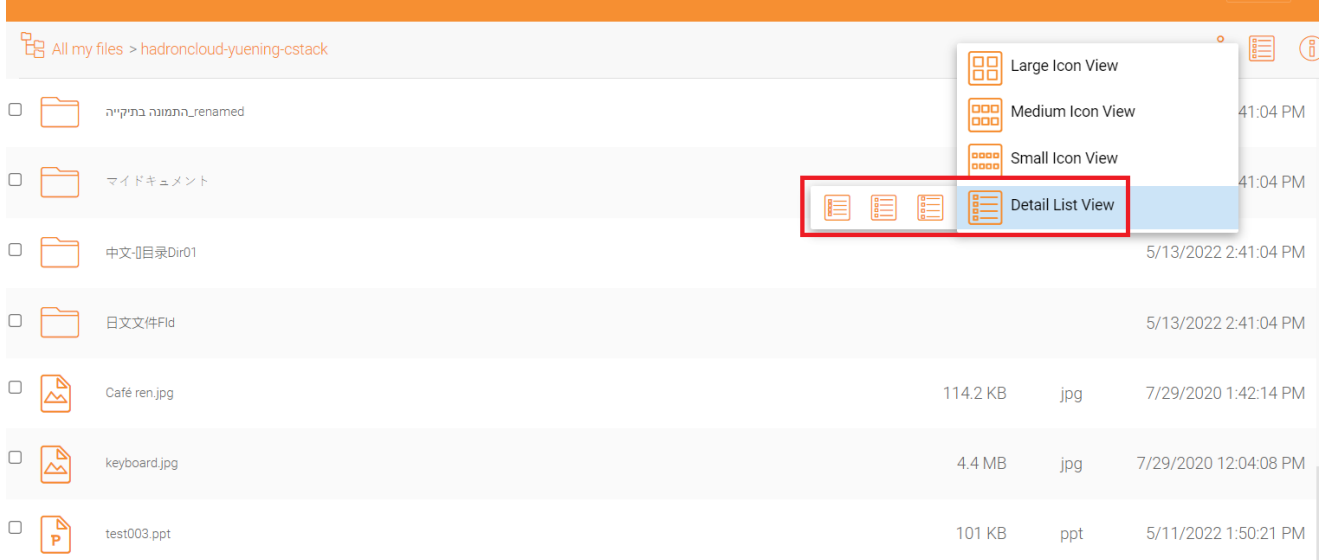 All my files > hadroncloud-yuening-cstack
Large Icon View
התמונה בתיקייה_renamed
Medium Icon View
41:04 PM
Small Icon View
マイドキュメント
41:04 PM
Detail List View
中文-[]目录Dir01
5/13/2022 2:41:04 PM
日文文件Fld
5/13/2022 2:41:04 PM
Café ren.jpg 114.2 KB jpg 7/29/2020 1:42:14 PM
keyboard.jpg 4.4 MB jpg 7/29/2020 12:04:08 PM
test003.ppt 101 KB ppt 5/11/2022 1:50:21 PM